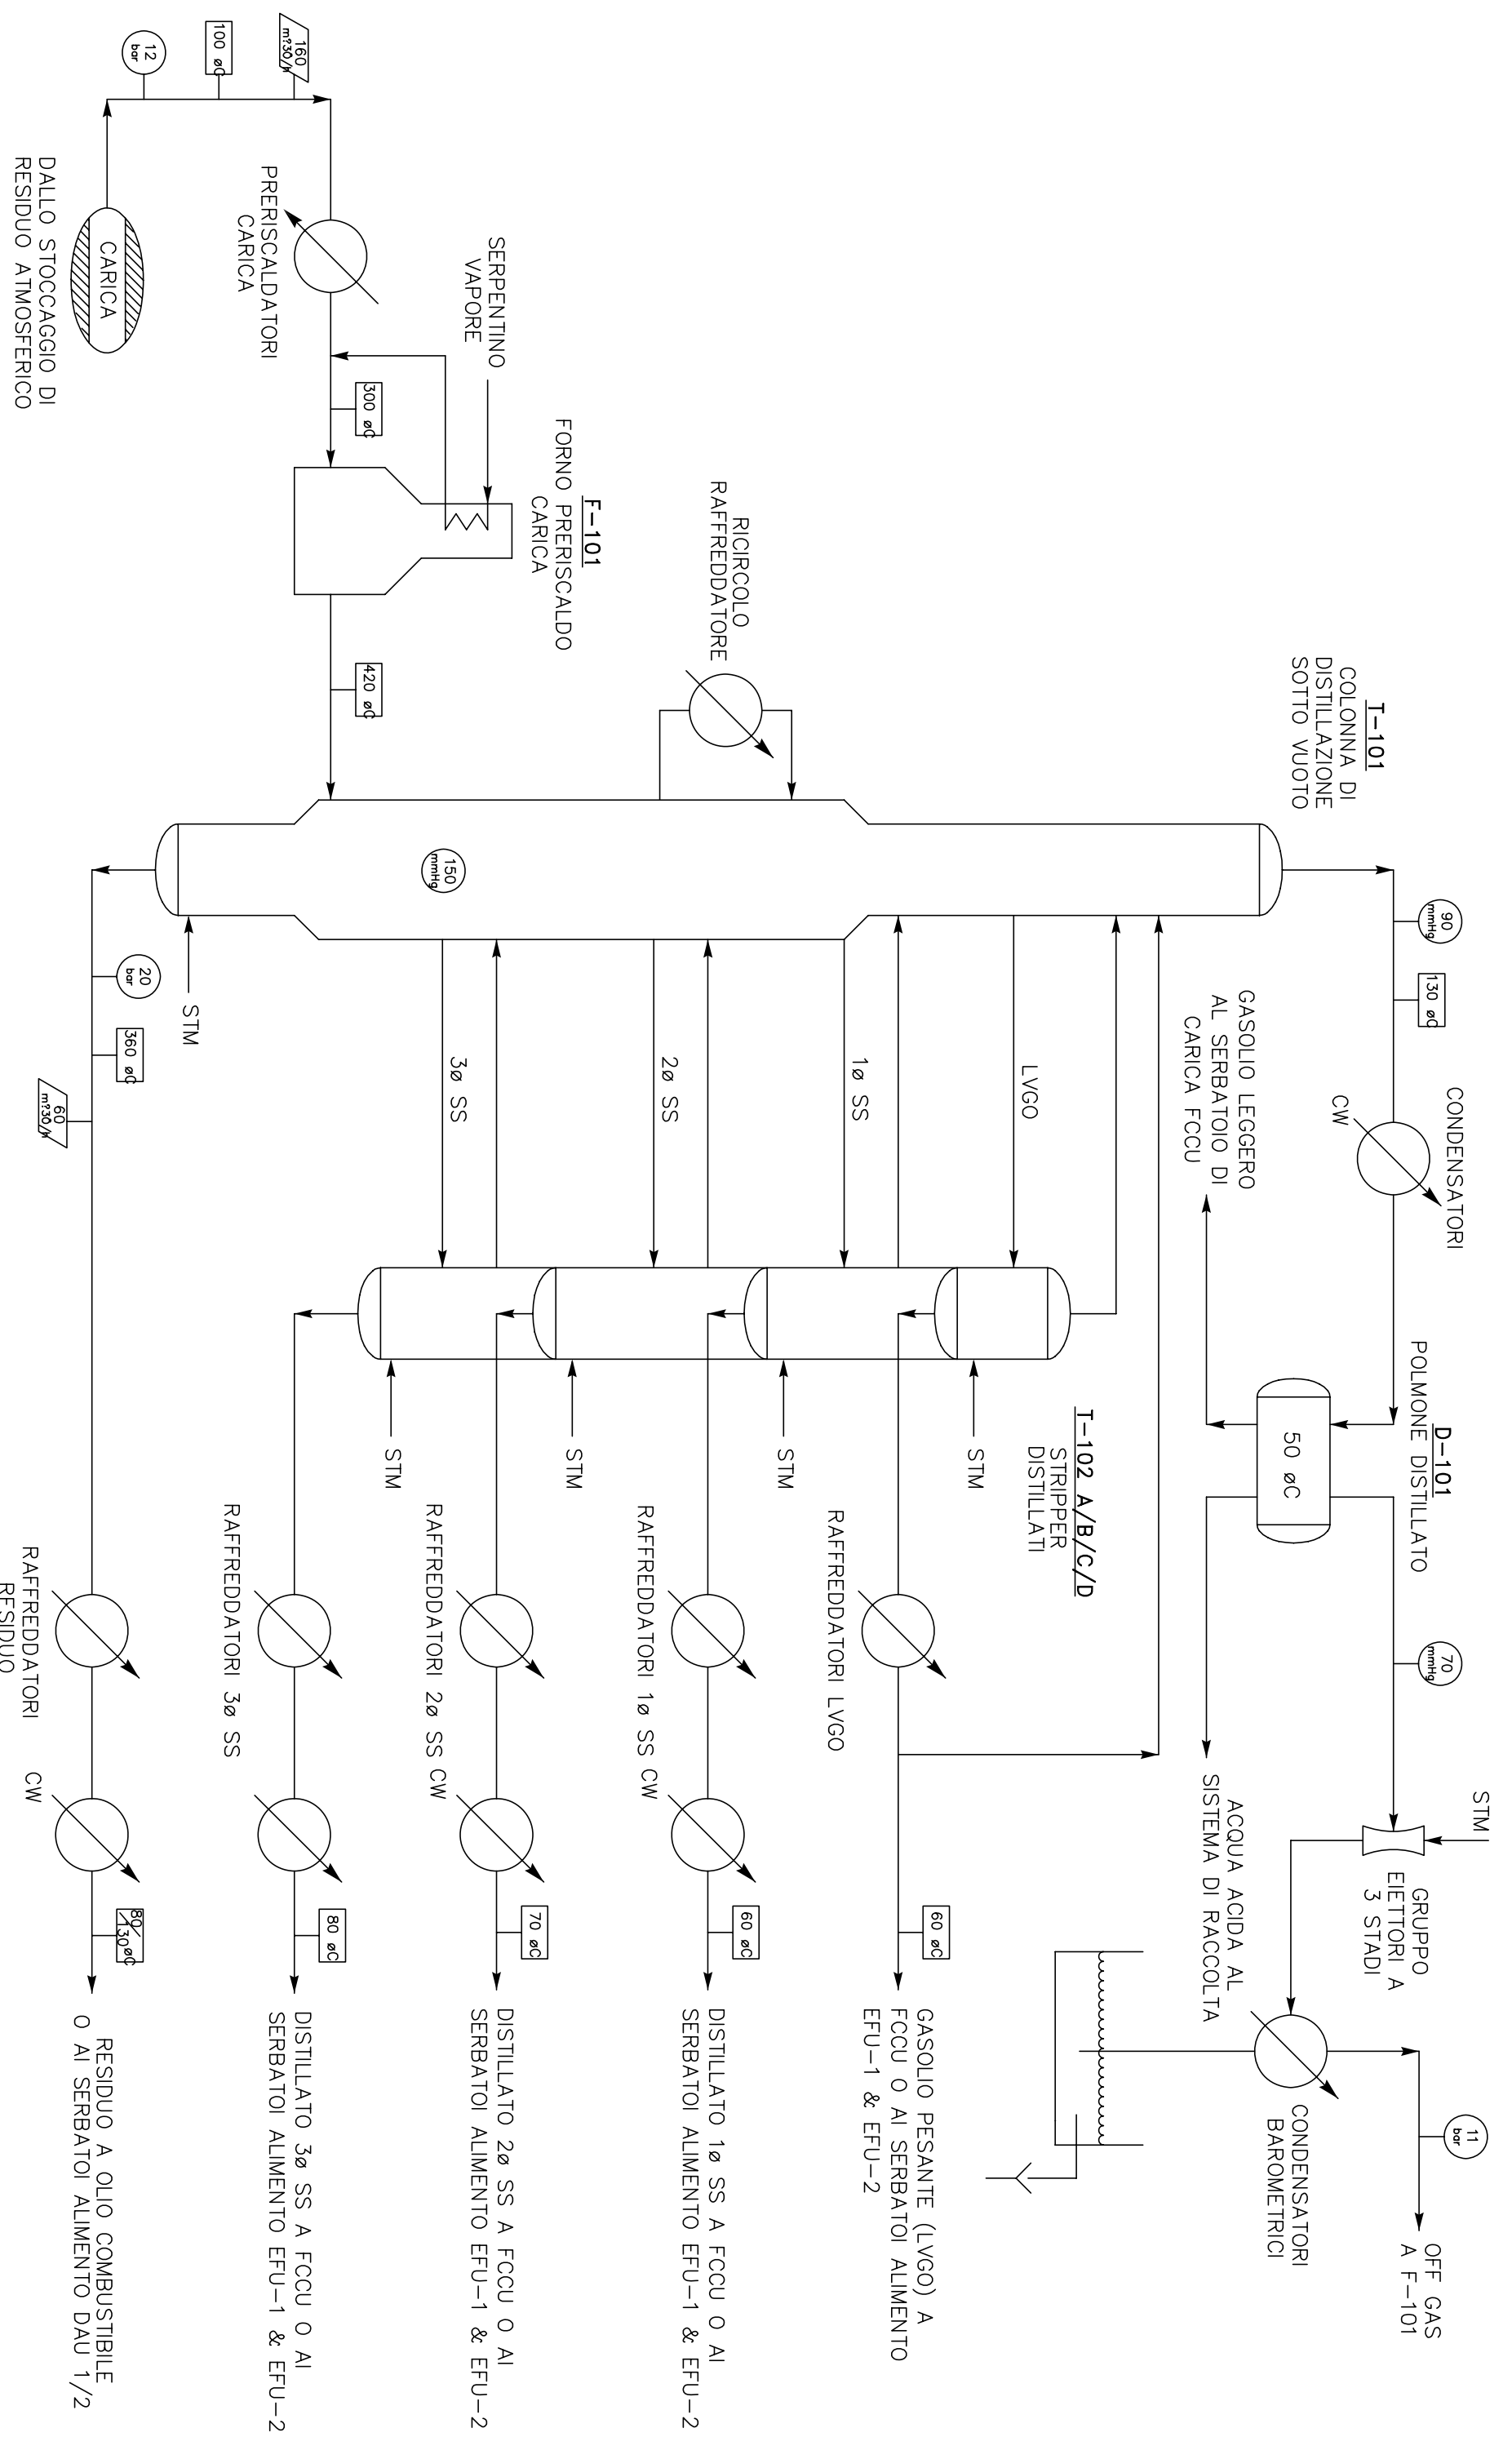 T-101
COLONNA DI
DISTILLAZIONE
SOTTO VUOTO
90
mmHg
130 øC
CONDENSATORI
CW
D-101
POLMONE DISTILLATO
50 øC
70
mmHg
STM
GRUPPO
EIETTORI A
3 STADI
11
bar
OFF GAS
A F-101
CONDENSATORI
BAROMETRICI
GASOLIO LEGGERO
AL SERBATOIO DI
CARICA FCCU
ACQUA ACIDA AL
SISTEMA DI RACCOLTA
RICIRCOLO
RAFFREDDATORE
LVGO
T-102 A/B/C/D
STRIPPER
DISTILLATI
STM
RAFFREDDATORI LVGO
60 øC
GASOLIO PESANTE (LVGO) A
FCCU O AI SERBATOI ALIMENTO
EFU-1 & EFU-2
1ø SS
STM
RAFFREDDATORI 1ø SS
CW
60 øC
DISTILLATO 1ø SS A FCCU O AI
SERBATOI ALIMENTO EFU-1 & EFU-2
F-101
FORNO PRERISCALDO
CARICA
SERPENTINO
VAPORE
2ø SS
STM
RAFFREDDATORI 2ø SS
CW
70 øC
DISTILLATO 2ø SS A FCCU O AI
SERBATOI ALIMENTO EFU-1 & EFU-2
150
mmHg
3ø SS
STM
160
m?30/h
100 øC
12
bar
PRERISCALDATORI
CARICA
300 øC
420 øC
RAFFREDDATORI 3ø SS
80 øC
DISTILLATO 3ø SS A FCCU O AI
SERBATOI ALIMENTO EFU-1 & EFU-2
CARICA
DALLO STOCCAGGIO DI
RESIDUO ATMOSFERICO
STM
20
bar
360 øC
60
m?30/h
RAFFREDDATORI
RESIDUO
CW
80/
130øC
RESIDUO A OLIO COMBUSTIBILE
O AI SERBATOI ALIMENTO DAU 1/2